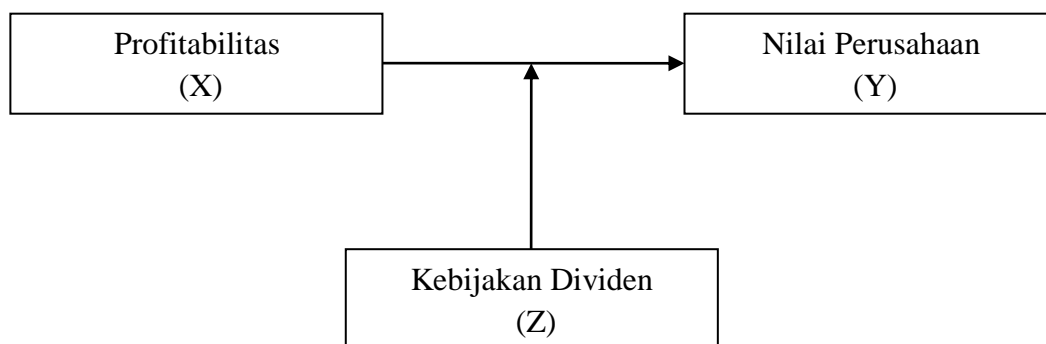 Profitabilitas
(X)
Nilai Perusahaan
(Y)
Kebijakan Dividen
(Z)